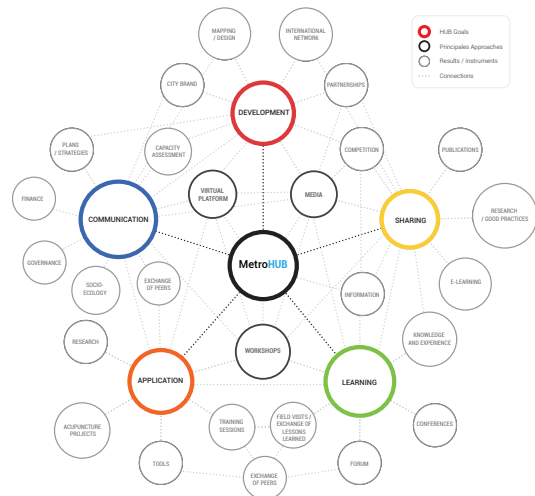 MAPPING
/ DESIGN
INTERNATIONAL
NETWORK
HUB Goals
Principales Approaches
Results / Instruments
Connections
CITY BRAND
PARTNERSHIPS
DEVELOPMENT
PLANS
/ STRATEGIES
CAPACITY
ASSESSMENT
COMPETITION
PUBLICATIONS
VIRTUAL
PLATFORM
MEDIA
FINANCE
COMMUNICATION
SHARING
RESEARCH
/ GOOD PRACTICES
GOVERNANCE
MetroHUB
SOCIO-
ECOLOGY
EXCHANGE
OF PEERS
INFORMATION
E-LEARNING
RESEARCH
WORKSHOPS
KNOWLEDGE
AND EXPERIENCE
APPLICATION
LEARNING
ACUPUNCTURE
PROJECTS
TRAINING
SESSIONS
FIELD VISITS /
EXCHANGE OF
LESSONS
LEARNED
CONFERENCES
TOOLS
EXCHANGE
OF PEERS
FORUM